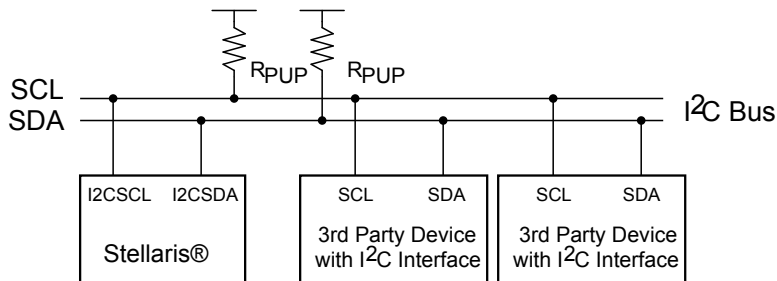 RPUP
RPUP
SCL
SDA
I²C Bus
I2CSCL
I2CSDA
Stellaris®
SCL
SDA
3rd Party Device
with I²C Interface
SCL
SDA
3rd Party Device
with I²C Interface